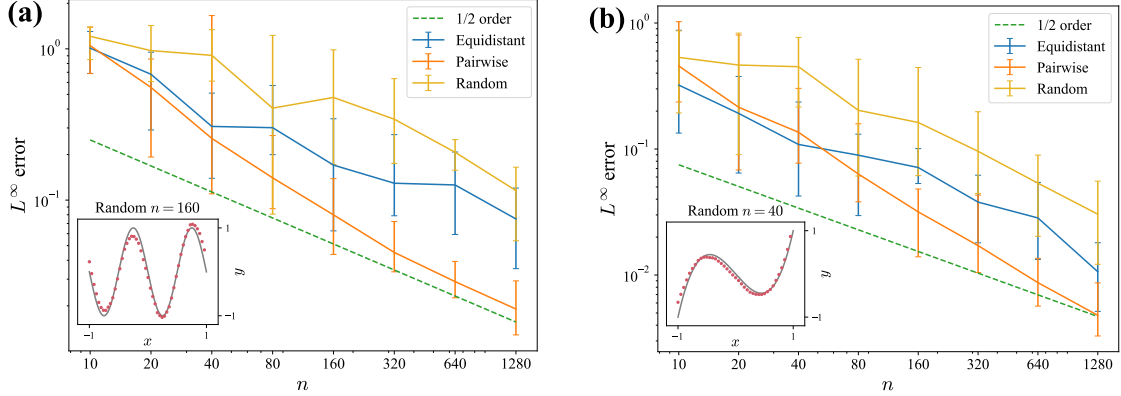 (a)
1/2 order
Equidistant
Pairwise
Random
10⁰
10⁻¹
L∞ error
Random n = 160
1
−1
y
−1
1
x
10
20
40
80
160
320
640
1280
n
(b)
1/2 order
Equidistant
Pairwise
Random
10⁰
10⁻¹
10⁻²
L∞ error
Random n = 40
1
−1
y
−1
1
x
10
20
40
80
160
320
640
1280
n